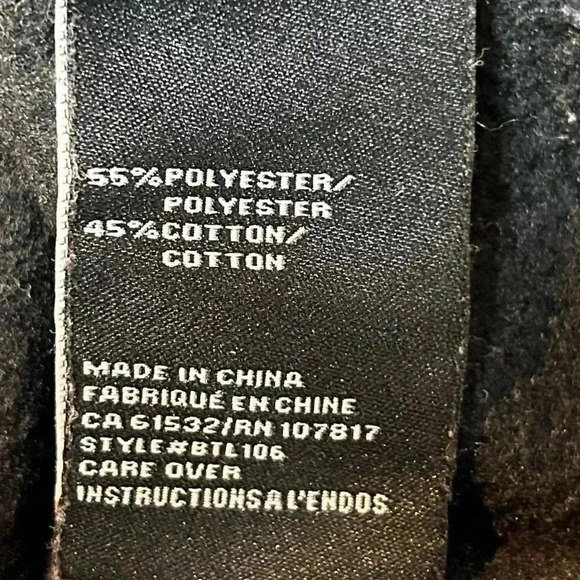 55%POLYESTER/
POLYESTER
45%COTTON/
COTTON
MADE IN CHINA
FABRIQUÉ EN CHINE
CA 61532/RN 107817
STYLE#BTL106
CARE OVER
INSTRUCTIONS A L'ENDOS